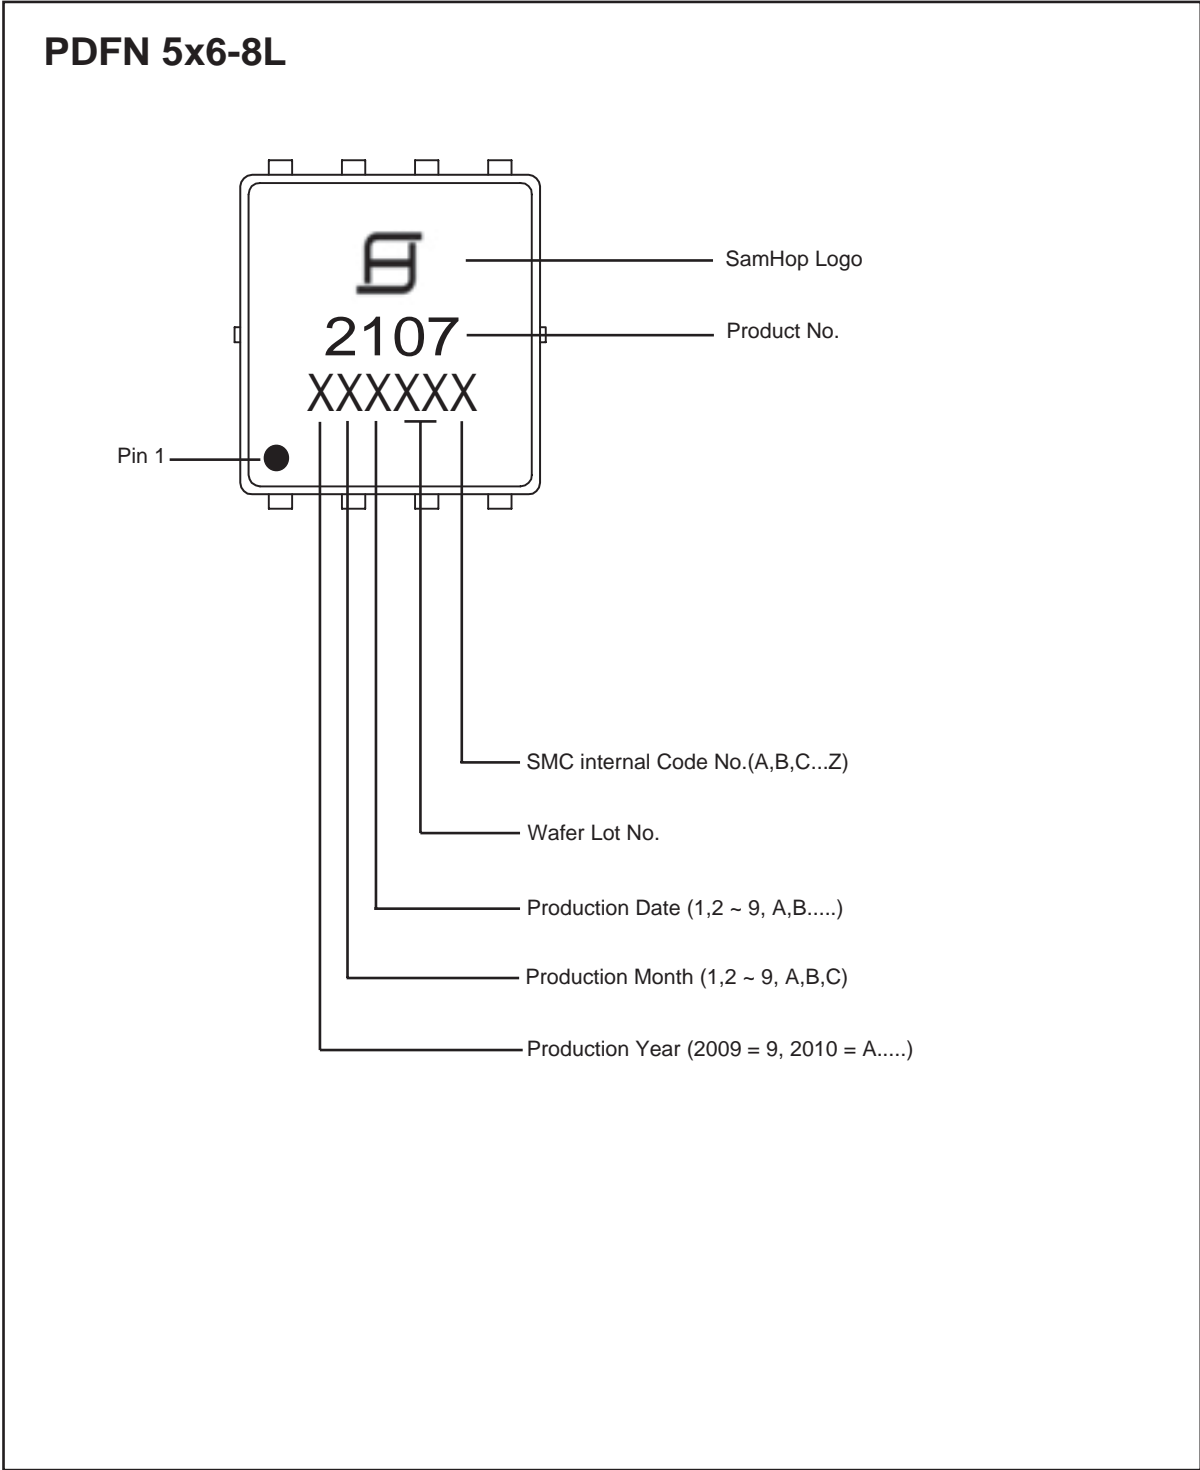 PDFN 5x6-8L
SamHop Logo
2107
Product No.
XXXXXX
Pin 1
SMC internal Code No.(A,B,C...Z)
Wafer Lot No.
Production Date (1,2 ~ 9, A,B.....)
Production Month (1,2 ~ 9, A,B,C)
Production Year (2009 = 9, 2010 = A.....)